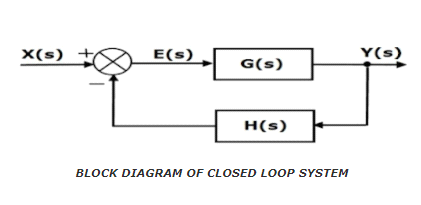 X(s) + E(s) G(s) Y(s)
−
H(s)
BLOCK DIAGRAM OF CLOSED LOOP SYSTEM